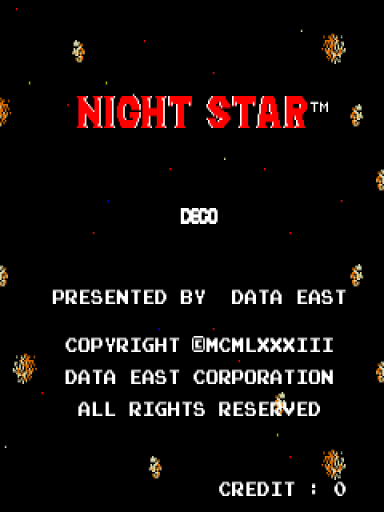 NIGHT STAR™
DECO
PRESENTED BY DATA EAST
COPYRIGHT ©MCMLXXXIII
DATA EAST CORPORATION
ALL RIGHTS RESERVED
CREDIT : 0